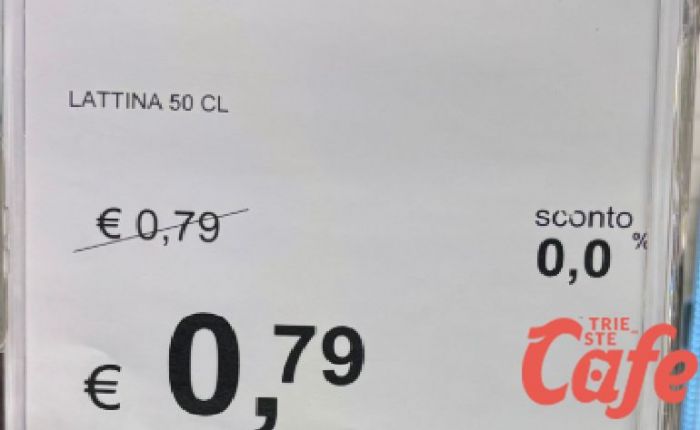 LATTINA 50 CL
€ 0,79
sconto
0,0 %
€ 0,79
TRIE
STE
Cafe